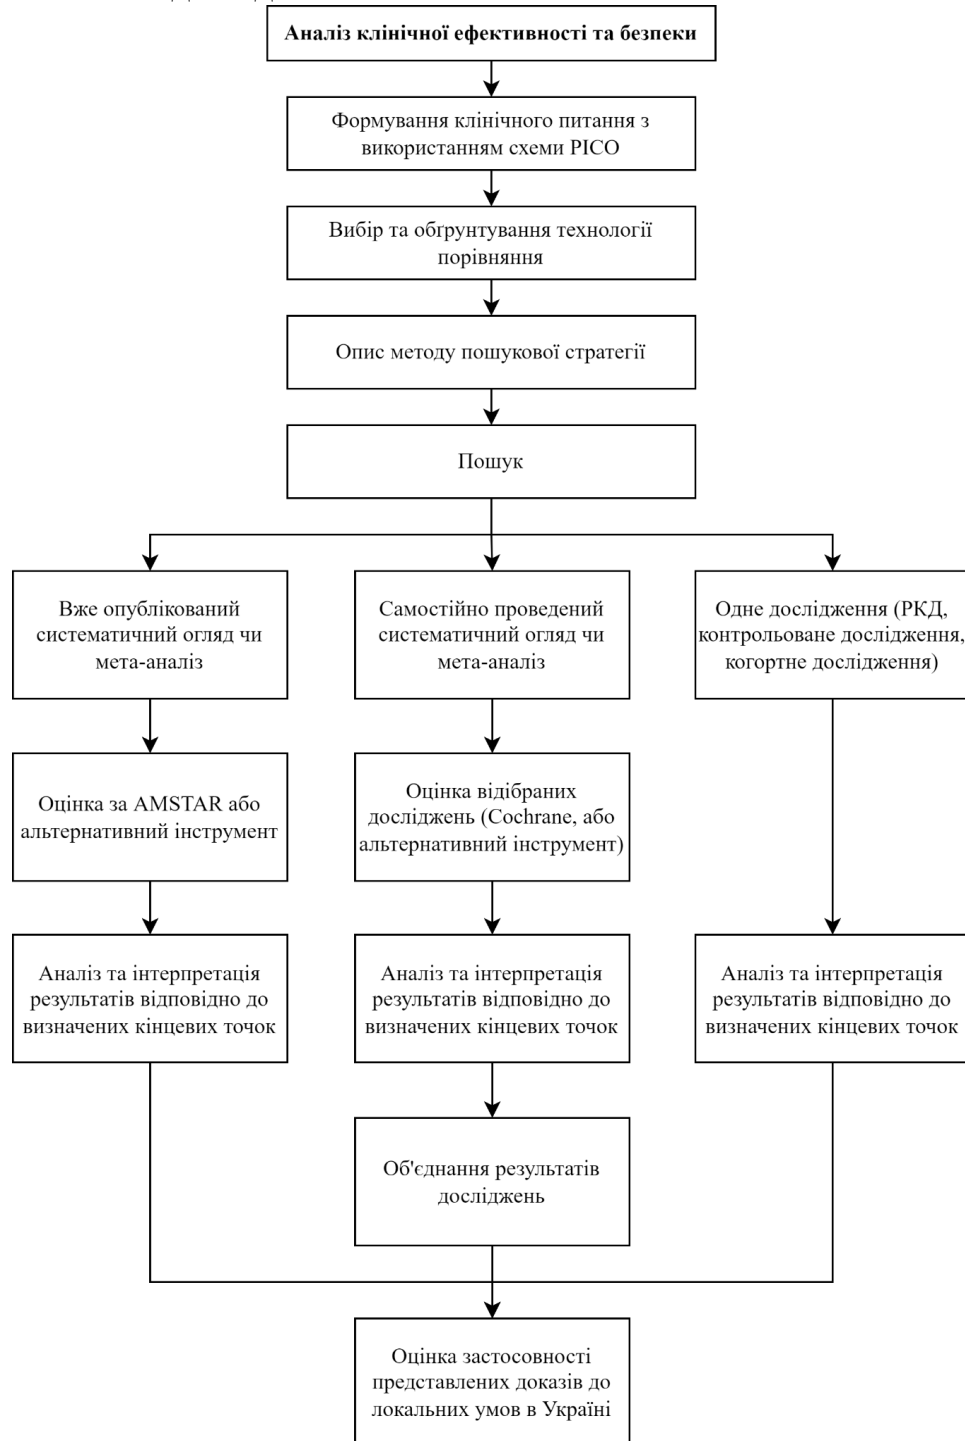 Аналіз клінічної ефективності та безпеки
Формування клінічного питання з
використанням схеми PICO
Вибір та обґрунтування технології
порівняння
Опис методу пошукової стратегії
Пошук
Вже опублікований
систематичний огляд чи
мета-аналіз
Самостійно проведений
систематичний огляд чи
мета-аналіз
Одне дослідження (РКД,
контрольоване дослідження,
когортне дослідження)
Оцінка за AMSTAR або
альтернативний інструмент
Оцінка відібраних
досліджень (Cochrane, або
альтернативний інструмент)
Аналіз та інтерпретація
результатів відповідно до
визначених кінцевих точок
Аналіз та інтерпретація
результатів відповідно до
визначених кінцевих точок
Аналіз та інтерпретація
результатів відповідно до
визначених кінцевих точок
Об'єднання результатів
досліджень
Оцінка застосовності
представлених доказів до
локальних умов в Україні